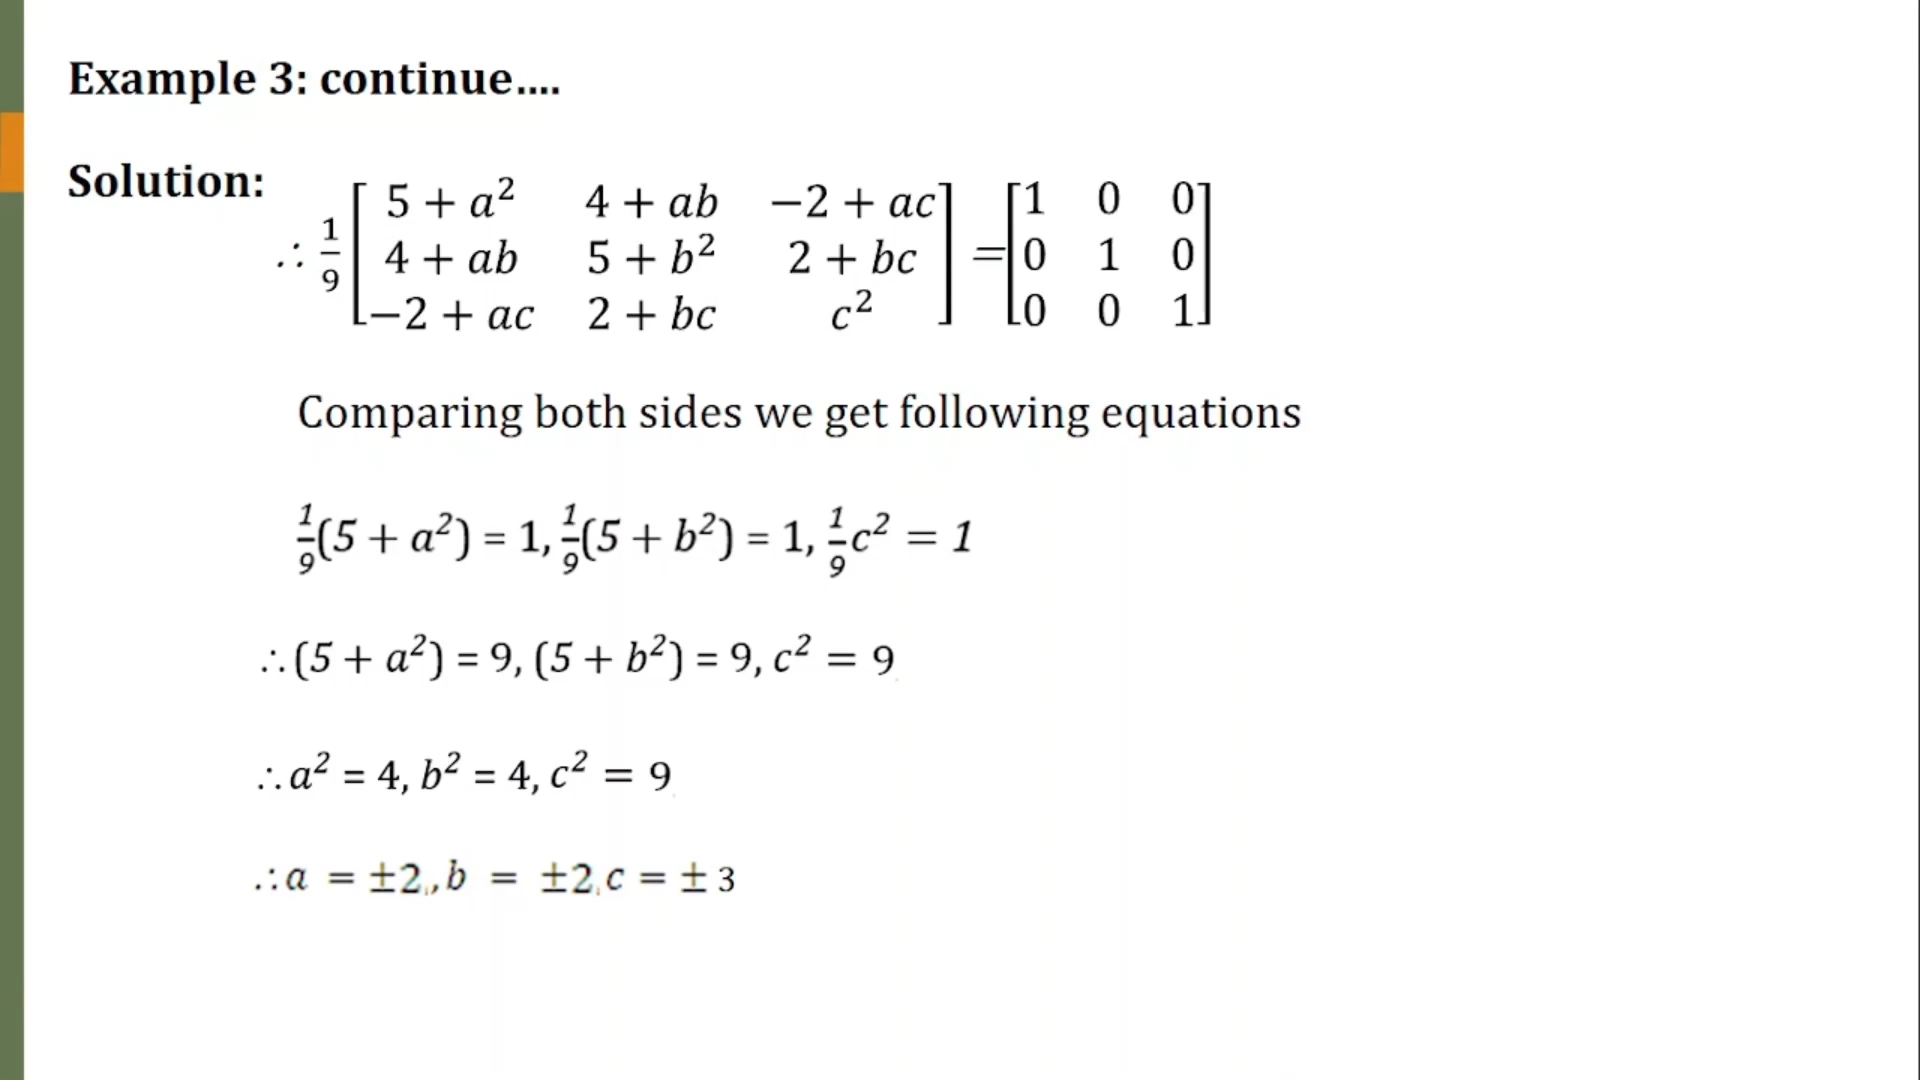 Example 3: continue....
Solution:
∴ 1/9 [5 + a² 4 + ab −2 + ac] = [1 0 0]
[4 + ab 5 + b² 2 + bc] [0 1 0]
[−2 + ac 2 + bc c²] [0 0 1]
Comparing both sides we get following equations
1/9(5 + a²) = 1, 1/9(5 + b²) = 1, 1/9 c² = 1
∴ (5 + a²) = 9, (5 + b²) = 9, c² = 9
∴ a² = 4, b² = 4, c² = 9
∴ a = ±2,, b = ±2, c = ± 3